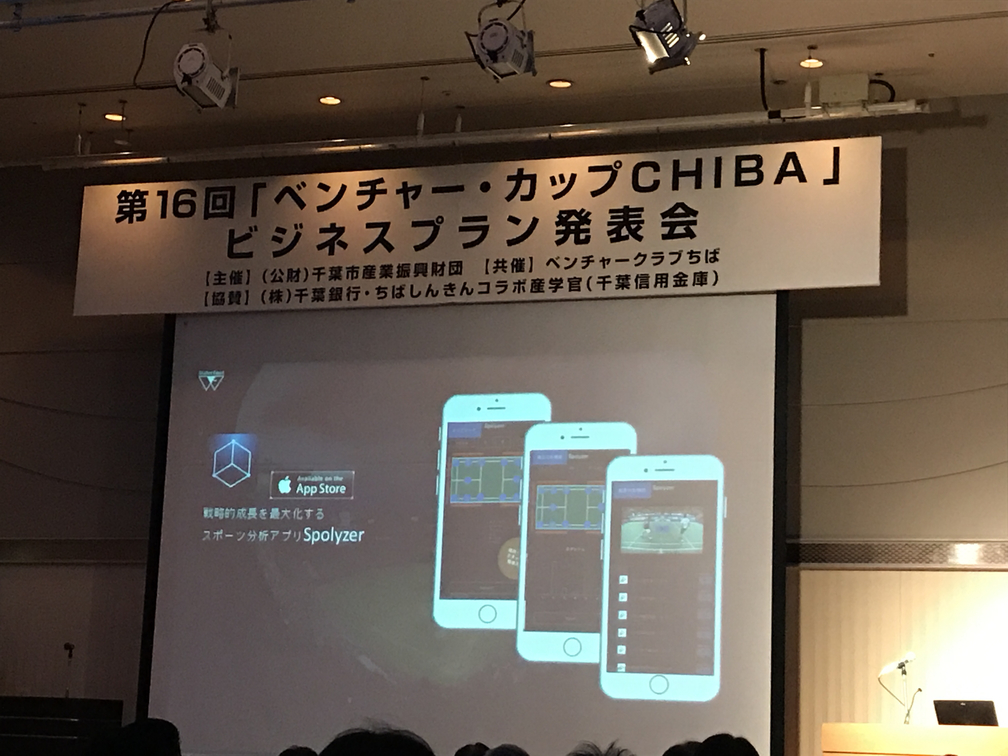 第16回「ベンチャー・カップCHIBA」
ビジネスプラン発表会
【主催】(公財)千葉市産業振興財団 【共催】ベンチャークラブちば
【協賛】(株)千葉銀行・ちばしんきんコラボ産学官(千葉信用金庫)
Available on the
App Store
戦略的成長を最大化する
スポーツ分析アプリSpolyzer
Spolyzer
Spolyzer
Spolyzer